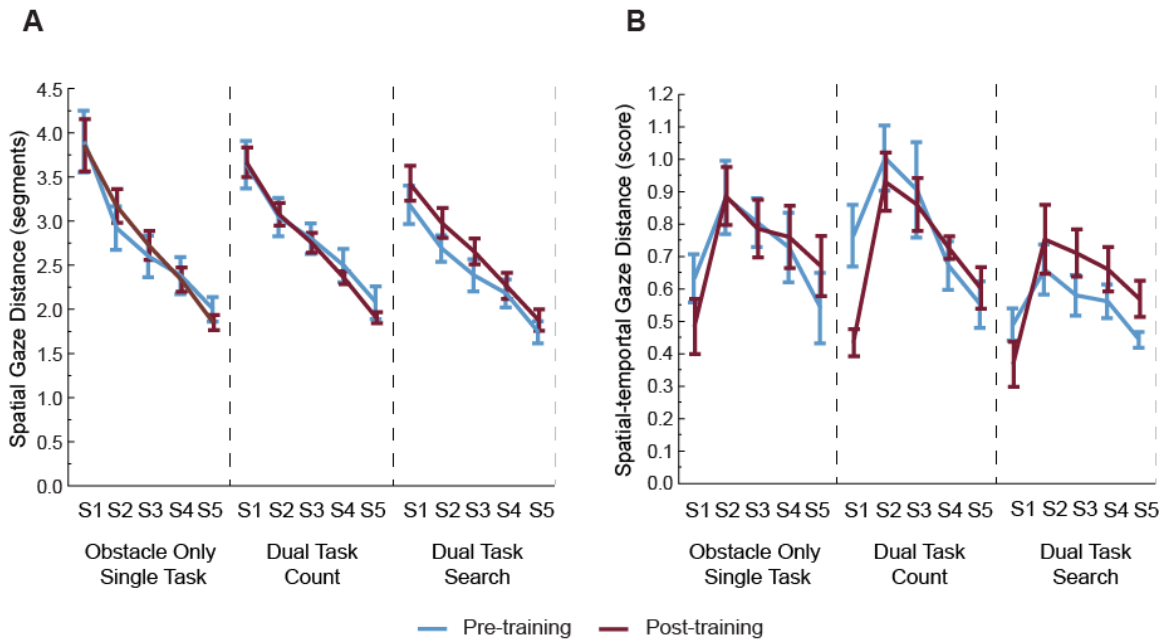 A
Spatial Gaze Distance (segments)
4.5
4.0
3.5
3.0
2.5
2.0
1.5
1.0
0.5
0.0
S1 S2 S3 S4 S5
S1 S2 S3 S4 S5
S1 S2 S3 S4 S5
Obstacle Only
Single Task
Dual Task
Count
Dual Task
Search
B
Spatial-temportal Gaze Distance (score)
1.2
1.1
1.0
0.9
0.8
0.7
0.6
0.5
0.4
0.3
0.2
0.1
0.0
S1 S2 S3 S4 S5
S1 S2 S3 S4 S5
S1 S2 S3 S4 S5
Obstacle Only
Single Task
Dual Task
Count
Dual Task
Search
Pre-training
Post-training